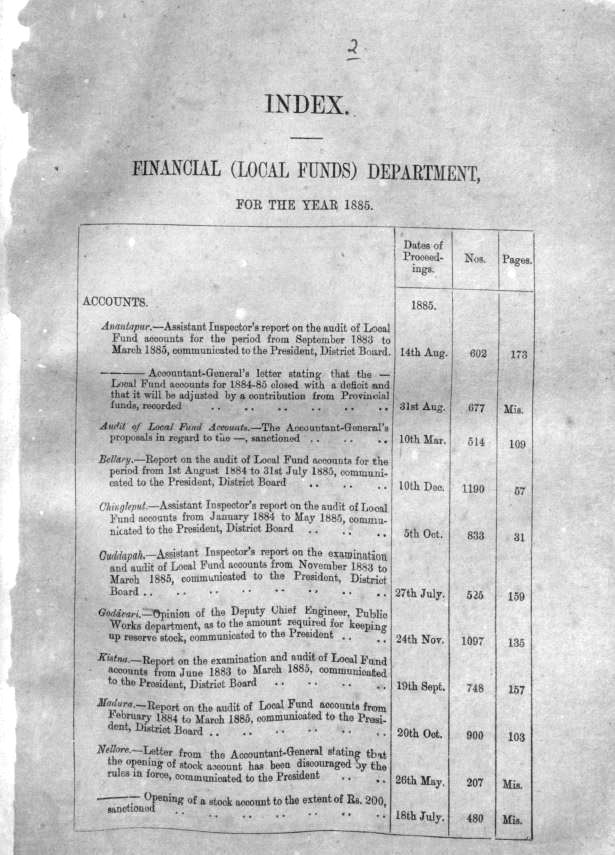 2
INDEX.
FINANCIAL (LOCAL FUNDS) DEPARTMENT,
FOR THE YEAR 1885.
Dates of
Proceed-
ings.
Nos.
Pages.
ACCOUNTS.
1885.
Anantapur.—Assistant Inspector's report on the audit of Local
Fund accounts for the period from September 1883 to
March 1885, communicated to the President, District Board. 14th Aug. 602 173
——— Accountant-General's letter stating that the —
Local Fund accounts for 1884-85 closed with a deficit and
that it will be adjusted by a contribution from Provincial
funds, recorded .. .. .. .. .. .. 31st Aug. 677 Mis.
Audit of Local Fund Accounts.—The Accountant-General's
proposals in regard to the —, sanctioned .. .. .. 10th Mar. 514 109
Bellary.—Report on the audit of Local Fund accounts for the
period from 1st August 1884 to 31st July 1885, communi-
cated to the President, District Board .. .. .. 10th Dec. 1190 57
Chingleput.—Assistant Inspector's report on the audit of Local
Fund accounts from January 1884 to May 1885, commu-
nicated to the President, District Board .. .. .. 5th Oct. 833 31
Cuddapah.—Assistant Inspector's report on the examination
and audit of Local Fund accounts from November 1883 to
March 1885, communicated to the President, District
Board .. .. .. .. .. .. .. .. 27th July. 525 159
Godávari.—Opinion of the Deputy Chief Engineer, Public
Works department, as to the amount required for keeping
up reserve stock, communicated to the President .. .. 24th Nov. 1097 135
Kistna.—Report on the examination and audit of Local Fund
accounts from June 1883 to March 1885, communicated
to the President, District Board .. .. .. .. 19th Sept. 748 157
Madura.—Report on the audit of Local Fund accounts from
February 1884 to March 1885, communicated to the Presi-
dent, District Board .. .. .. .. .. .. 20th Oct. 900 103
Nellore.—Letter from the Accountant-General stating that
the opening of stock account has been discouraged by the
rules in force, communicated to the President .. .. 26th May. 207 Mis.
——— Opening of a stock account to the extent of Rs. 200,
sanctioned .. .. .. .. .. .. .. 18th July. 480 Mis.